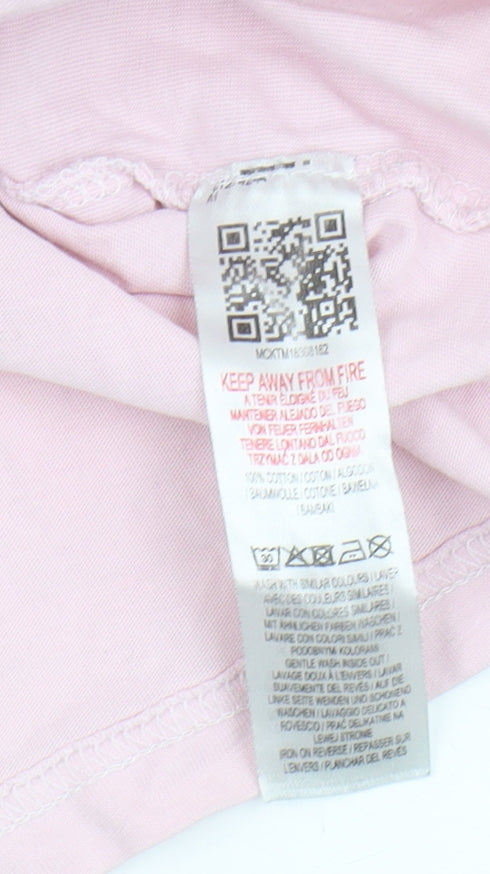 KEEP AWAY FROM FIRE
A TENIR ÉLOIGNÉ DU FEU
MANTENER ALEJADO DEL FUEGO
VON FEUER FERNHALTEN
TENERE LONTANO DAL FUOCO
TRZYMAĆ Z DALA OD OGNIA
100% COTTON / COTON / ALGODON
/ BAUMWOLLE / COTONE / BAWEŁNA
/ BAMBAKI
30
WASH WITH SIMILAR COLOURS / LAVER
AVEC DES COULEURS SIMILAIRES /
LAVAR CON COLORES SIMILARES /
MIT ÄHNLICHEN FARBEN WASCHEN /
LAVARE CON COLORI SIMILI / PRAĆ Z
PODOBNYM KOLORAMI
GENTLE WASH INSIDE OUT /
LAVAGE DOUX À L'ENVERS / LAVAR
SUAVEMENTE DEL REVÉS / AUF DIE
LINKE SEITE WENDEN UND SCHONEND
WASCHEN / LAVAGGIO DELICATO A
ROVESCIO / PRAĆ DELIKATNIE NA
LEWEJ STRONIE
IRON ON REVERSE / REPASSER SUR
L'ENVERS / PLANCHAR DEL REVÉS